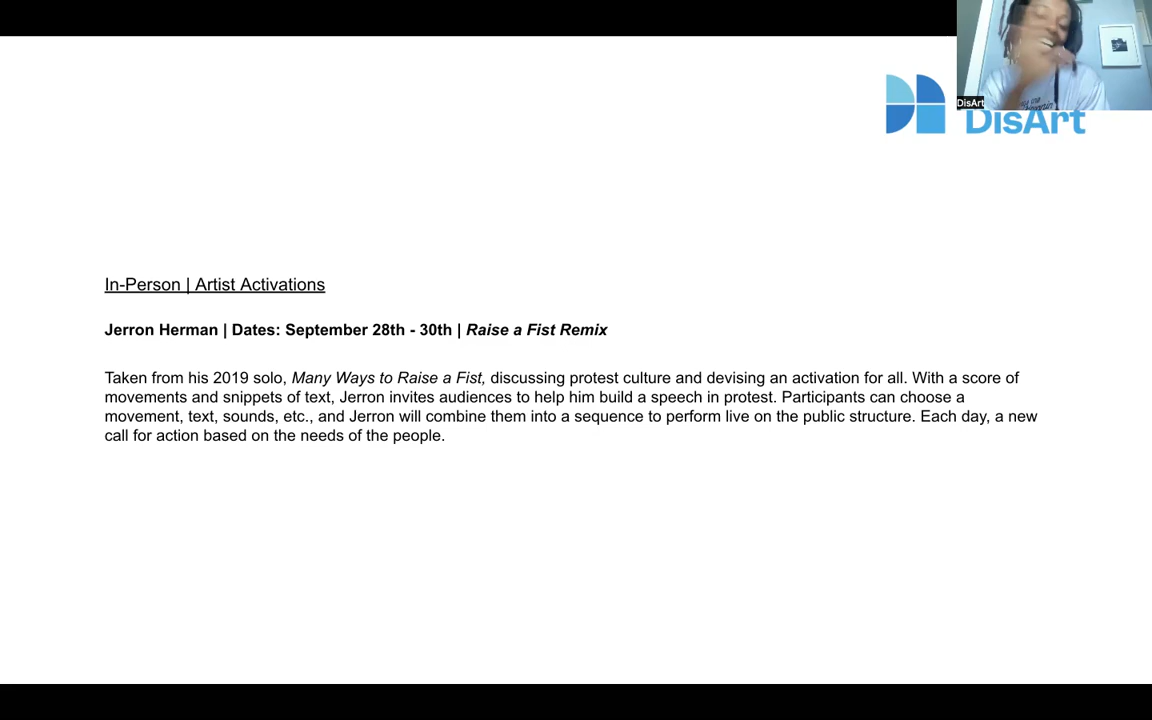 DisArt
DisArt
In-Person | Artist Activations
Jerron Herman | Dates: September 28th - 30th | Raise a Fist Remix
Taken from his 2019 solo, Many Ways to Raise a Fist, discussing protest culture and devising an activation for all. With a score of
movements and snippets of text, Jerron invites audiences to help him build a speech in protest. Participants can choose a
movement, text, sounds, etc., and Jerron will combine them into a sequence to perform live on the public structure. Each day, a new
call for action based on the needs of the people.